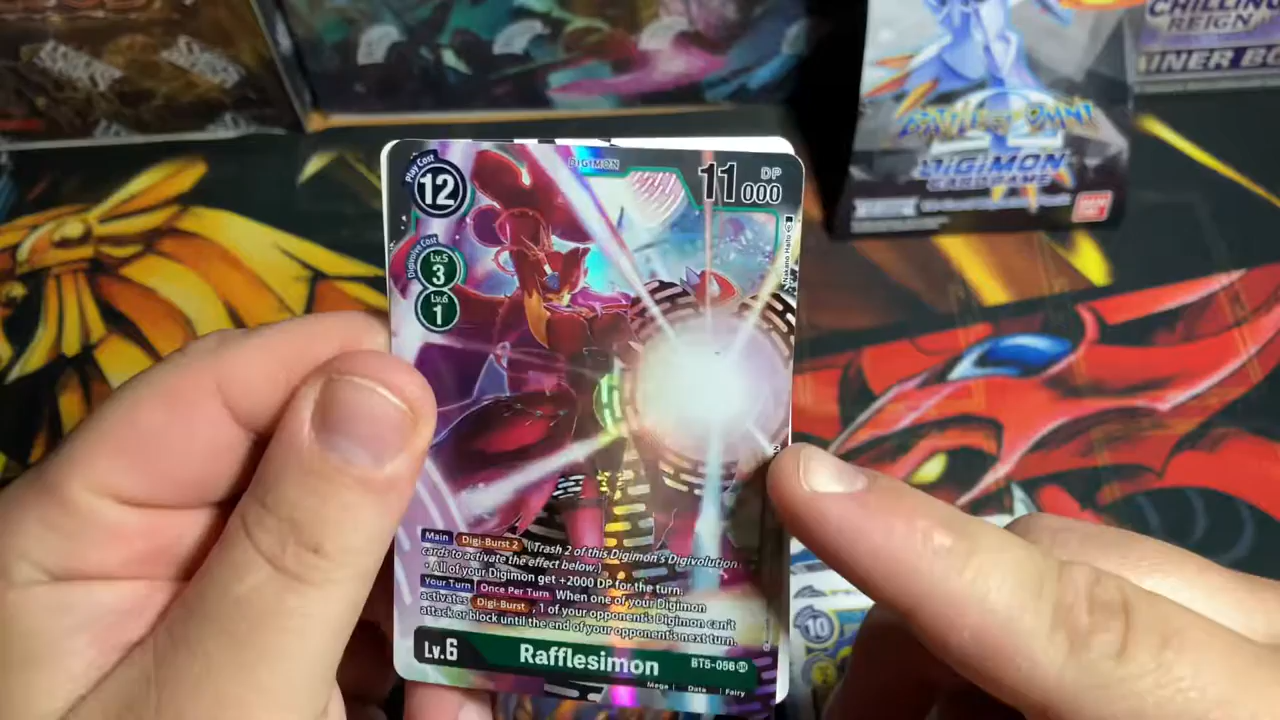 CHILLING
REIGN
INER BO
BATTLE OF OMNI
DIGIMON
CARD GAME
Play Cost
12
DIGIMON
11000
DP
Digivolve Cost
Lv.5
3
Lv.6
1
Nakano Haito
Main Digi-Burst 2 (Trash 2 of this Digimon's Digivolution
cards to activate the effect below.)
• All of your Digimon get +2000 DP for the turn.
Your Turn Once Per Turn When one of your Digimon
activates Digi-Burst, 1 of your opponent's Digimon can't
attack or block until the end of your opponent's next turn.
Lv.6
Rafflesimon
BT5-056 SR
Mega | Data | Fairy
10